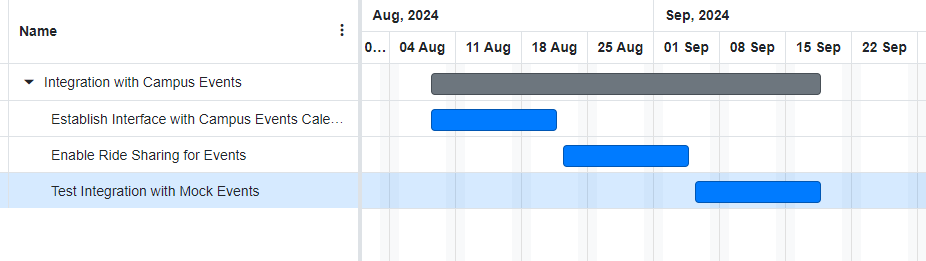 Aug, 2024 Sep, 2024
Name
0... 04 Aug 11 Aug 18 Aug 25 Aug 01 Sep 08 Sep 15 Sep 22 Sep
Integration with Campus Events
Establish Interface with Campus Events Cale...
Enable Ride Sharing for Events
Test Integration with Mock Events